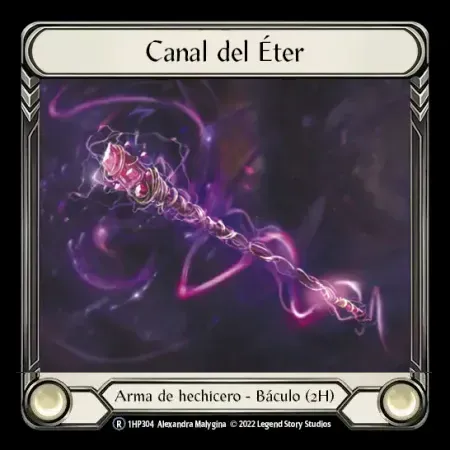 Canal del Éter
Arma de hechicero - Báculo (2H)
R 1HP304 Alexandra Malygina © 2022 Legend Story Studios